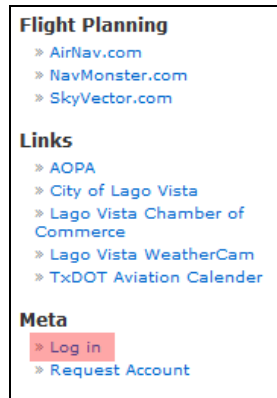 Flight Planning
» AirNav.com
» NavMonster.com
» SkyVector.com
Links
» AOPA
» City of Lago Vista
» Lago Vista Chamber of
Commerce
» Lago Vista WeatherCam
» TxDOT Aviation Calender
Meta
» Log in
» Request Account